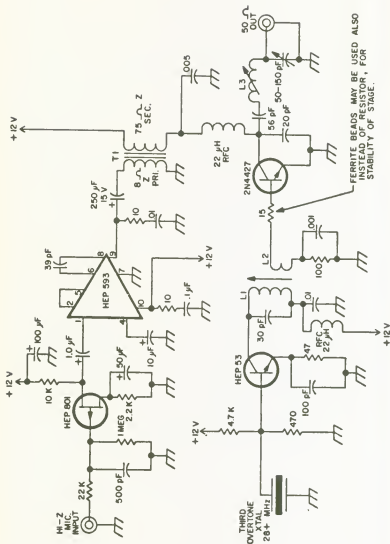 +12 V
+12 V
100 µF
10 K
1.0 µF
HEP 801
22 K
HI-Z
MIC.
INPUT
500 pF
1 MEG
2.2 K
50µF
10 µF
1
4
2
5
6
8
9
7
10
39 pF
HEP 593
10
.1 µF
+12 V
10
.01
250 µF
15 V
8 Ω Z
PRI.
T1
75 Ω Z
SEC.
.005
22 µH
RFC
50 Ω
OUT
L3
50-150 pF
56 pF
20 pF
2N4427
15
FERRITE BEADS MAY BE USED ALSO
INSTEAD OF RESISTOR, FOR
STABILITY OF STAGE.
L2
100
.001
L1
30 pF
.01
RFC
22 µH
+12 V
HEP 53
47
100 pF
+12V
4.7 K
470
THIRD
OVERTONE
XTAL
28+ MHz